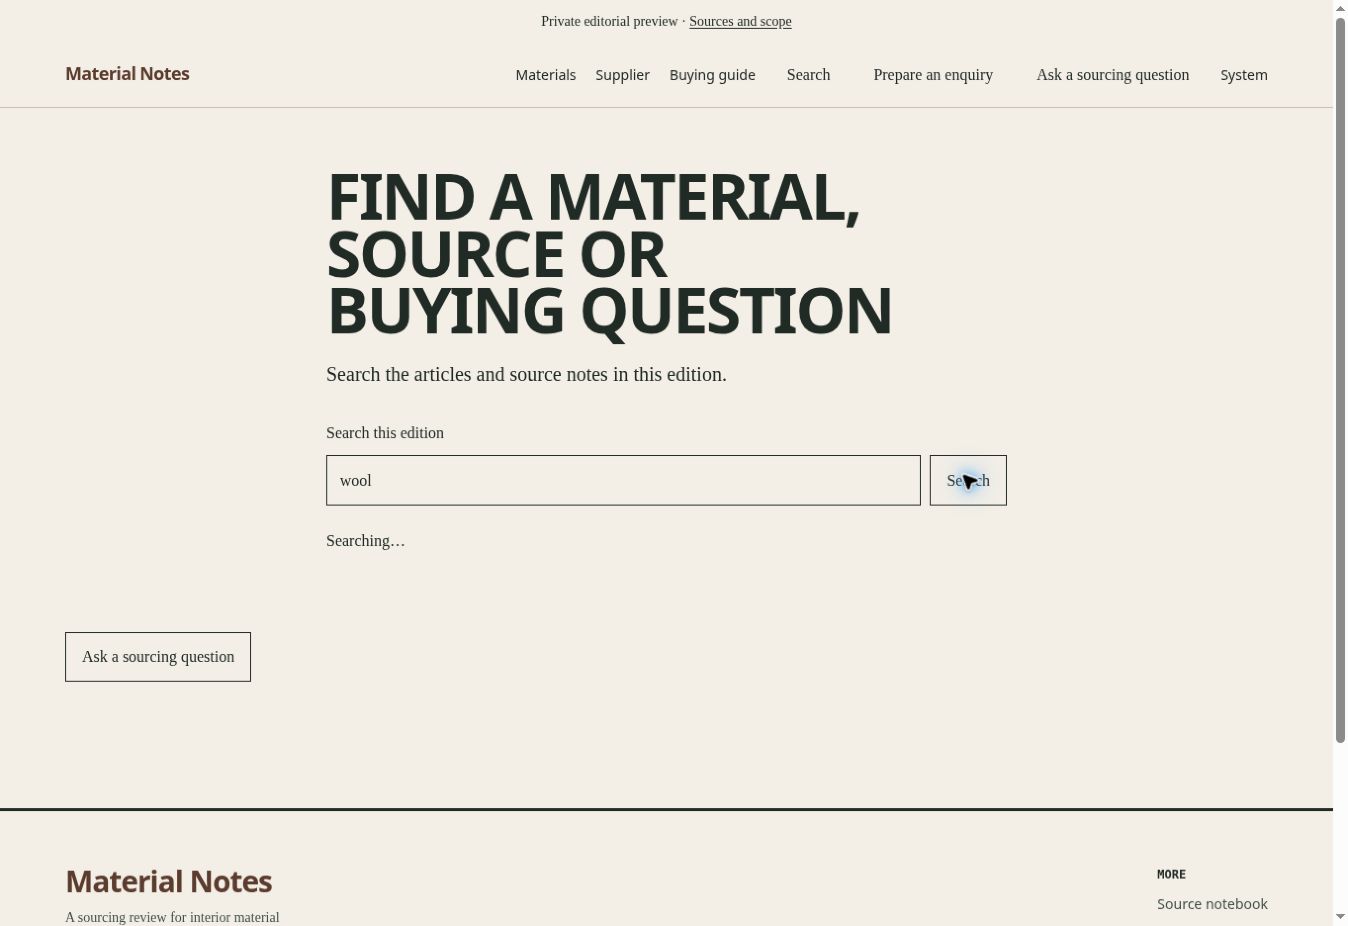 Private editorial preview · Sources and scope
Material Notes
Materials Supplier Buying guide Search Prepare an enquiry Ask a sourcing question System
FIND A MATERIAL,
SOURCE OR
BUYING QUESTION
Search the articles and source notes in this edition.
Search this edition
wool
Search
Searching…
Ask a sourcing question
Material Notes
A sourcing review for interior material
MORE
Source notebook